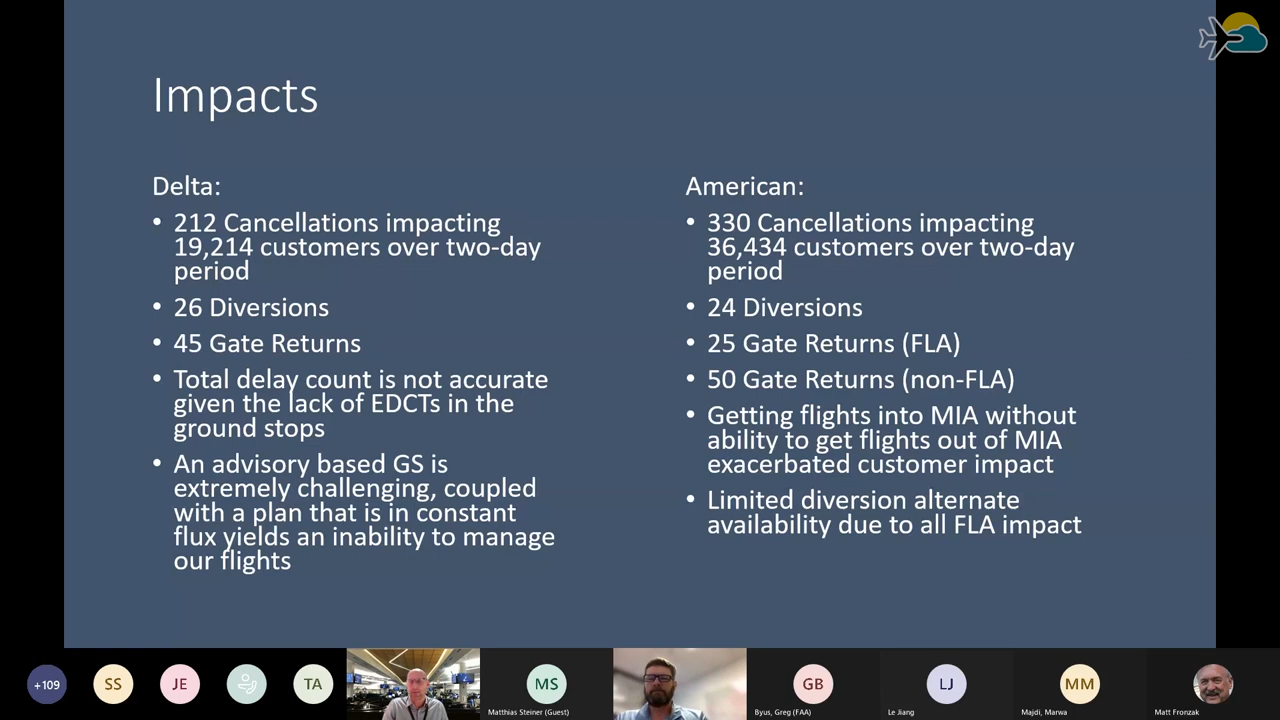 Impacts
Delta:
• 212 Cancellations impacting
19,214 customers over two-day
period
• 26 Diversions
• 45 Gate Returns
• Total delay count is not accurate
given the lack of EDCTs in the
ground stops
• An advisory based GS is
extremely challenging, coupled
with a plan that is in constant
flux yields an inability to manage
our flights
American:
• 330 Cancellations impacting
36,434 customers over two-day
period
• 24 Diversions
• 25 Gate Returns (FLA)
• 50 Gate Returns (non-FLA)
• Getting flights into MIA without
ability to get flights out of MIA
exacerbated customer impact
• Limited diversion alternate
availability due to all FLA impact
+109
SS
JE
TA
MS
Matthias Steiner (Guest)
GB
Byus, Greg (FAA)
LJ
Le Jiang
MM
Majdi, Marwa
Matt Fronzak